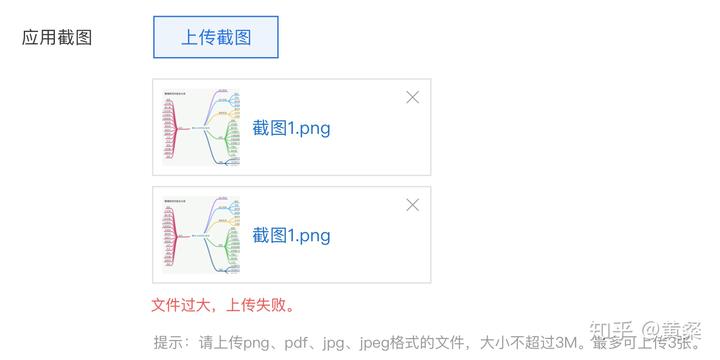 应用截图
上传截图
截图1.png
截图1.png
文件过大，上传失败。
提示：请上传png、pdf、jpg、jpeg格式的文件，大小不超过3M。最多可上传3张。
知乎 @黄粲